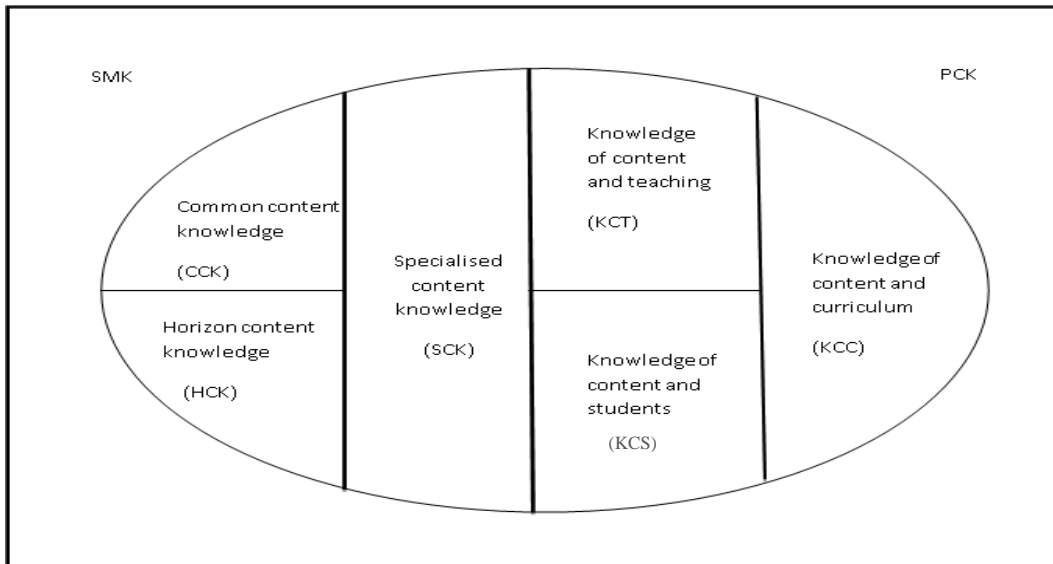 SMK
PCK
Common content
knowledge
(CCK)
Horizon content
knowledge
(HCK)
Specialised
content
knowledge
(SCK)
Knowledge
of content
and teaching
(KCT)
Knowledge of
content and
students
(KCS)
Knowledge of
content and
curriculum
(KCC)